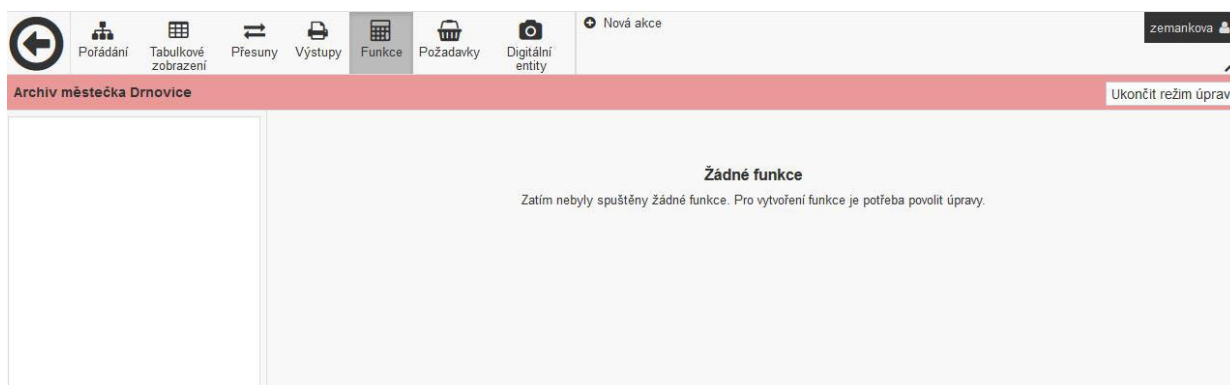 Pořádání
Tabulkové
zobrazení
Přesuny
Výstupy
Funkce
Požadavky
Digitální
entity
Nová akce
zemankova
Archiv městečka Drnovice
Ukončit režim úprav
Žádné funkce
Zatím nebyly spuštěny žádné funkce. Pro vytvoření funkce je potřeba povolit úpravy.